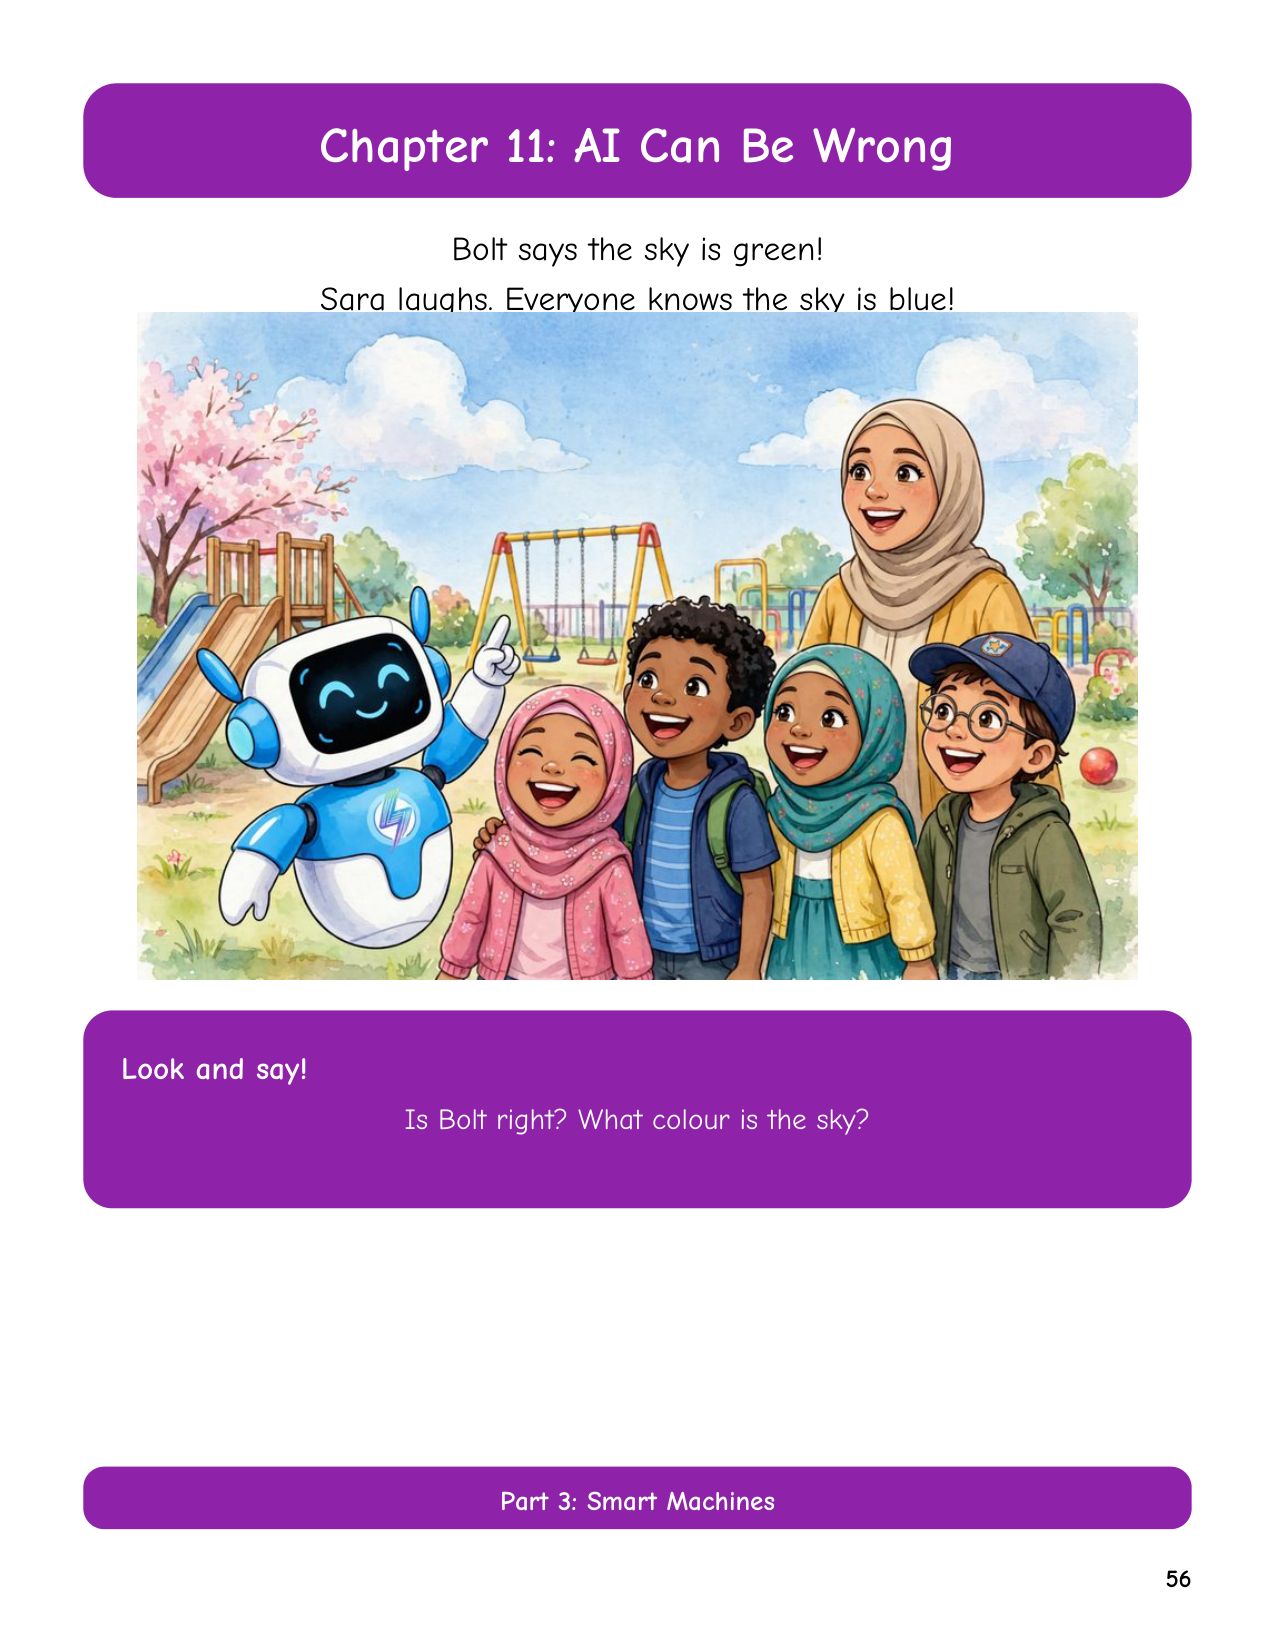 Chapter 11: AI Can Be Wrong
Bolt says the sky is green!
Sara laughs. Everyone knows the sky is blue!
Look and say!
Is Bolt right? What colour is the sky?
Part 3: Smart Machines
56